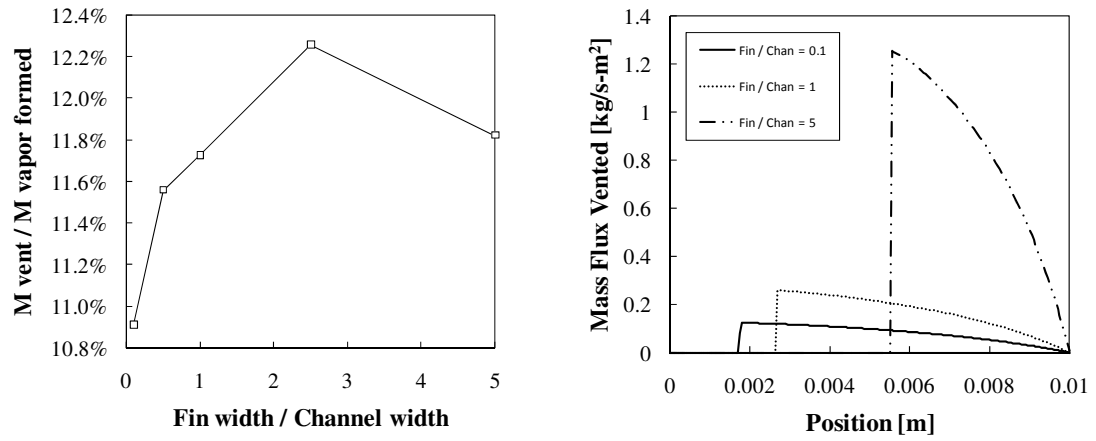 12.4%
12.2%
12.0%
11.8%
11.6%
11.4%
11.2%
11.0%
10.8%
M vent / M vapor formed
0 1 2 3 4 5
Fin width / Channel width
1.4
1.2
1
0.8
0.6
0.4
0.2
0
Mass Flux Vented [kg/s-m²]
Fin / Chan = 0.1
Fin / Chan = 1
Fin / Chan = 5
0 0.002 0.004 0.006 0.008 0.01
Position [m]